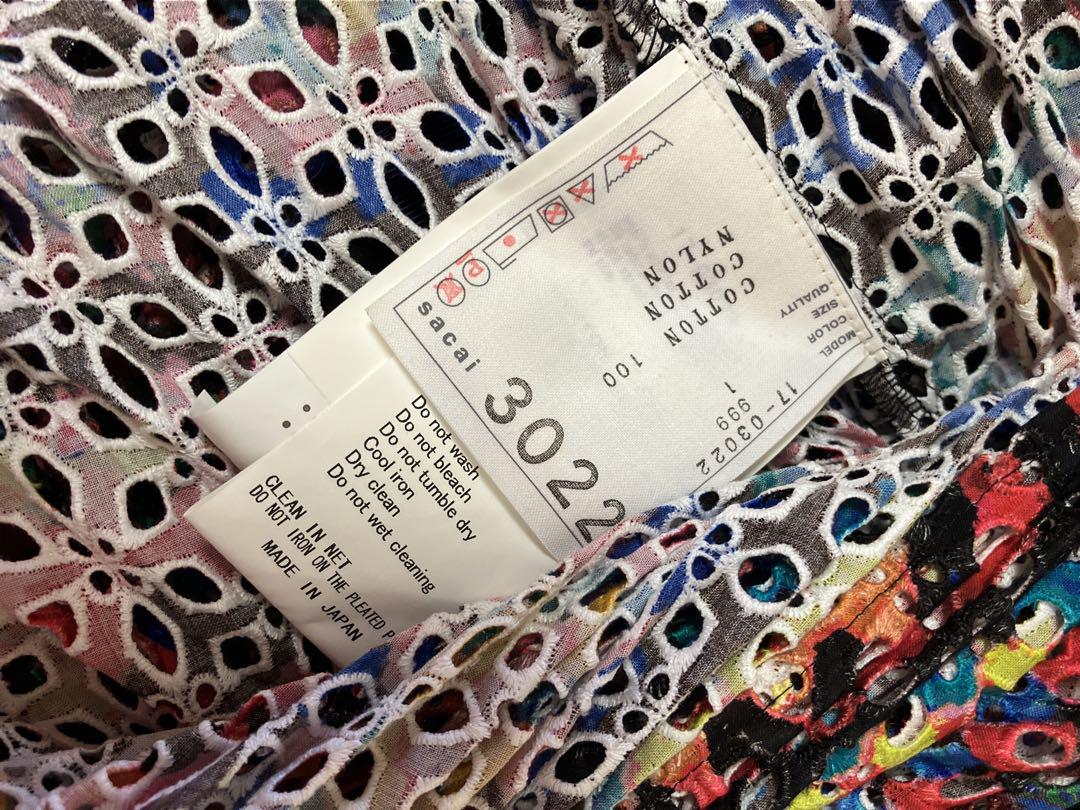 MODEL 17-03022
COLOR 999
SIZE 1
QUALITY
COTTON 100
COTTON
NYLON
sacai
3022
Do not wash
Do not bleach
Do not tumble dry
Cool iron
Dry clean
Do not wet cleaning
CLEAN IN NET
DO NOT IRON ON THE PLEATED
MADE IN JAPAN